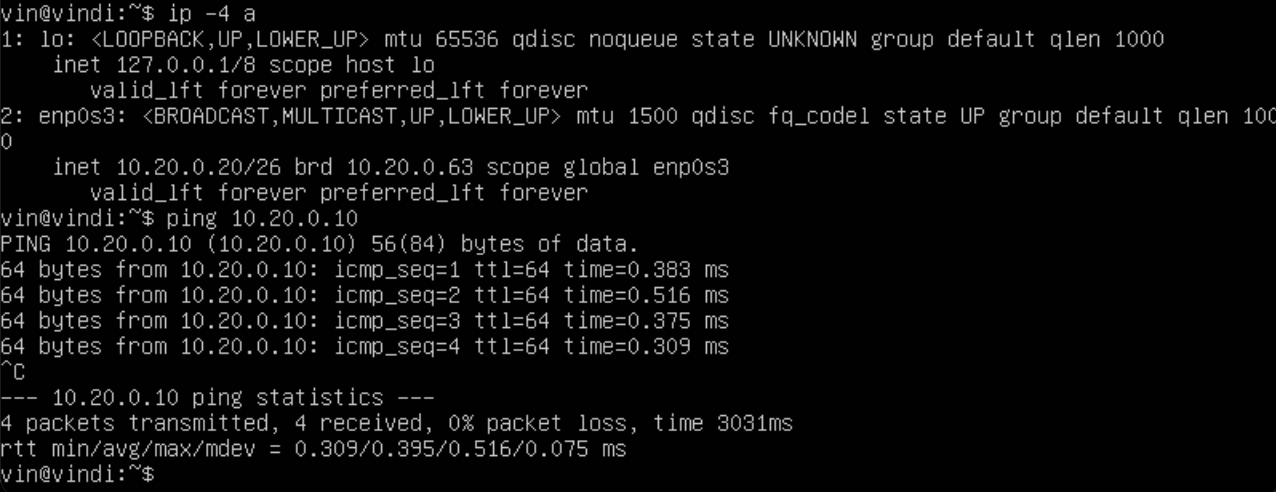 vin@vindi:~$ ip -4 a
1: lo: <LOOPBACK,UP,LOWER_UP> mtu 65536 qdisc noqueue state UNKNOWN group default qlen 1000
    inet 127.0.0.1/8 scope host lo
       valid_lft forever preferred_lft forever
2: enp0s3: <BROADCAST,MULTICAST,UP,LOWER_UP> mtu 1500 qdisc fq_codel state UP group default qlen 100
0
    inet 10.20.0.20/26 brd 10.20.0.63 scope global enp0s3
       valid_lft forever preferred_lft forever
vin@vindi:~$ ping 10.20.0.10
PING 10.20.0.10 (10.20.0.10) 56(84) bytes of data.
64 bytes from 10.20.0.10: icmp_seq=1 ttl=64 time=0.383 ms
64 bytes from 10.20.0.10: icmp_seq=2 ttl=64 time=0.516 ms
64 bytes from 10.20.0.10: icmp_seq=3 ttl=64 time=0.375 ms
64 bytes from 10.20.0.10: icmp_seq=4 ttl=64 time=0.309 ms
^C
--- 10.20.0.10 ping statistics ---
4 packets transmitted, 4 received, 0% packet loss, time 3031ms
rtt min/avg/max/mdev = 0.309/0.395/0.516/0.075 ms
vin@vindi:~$